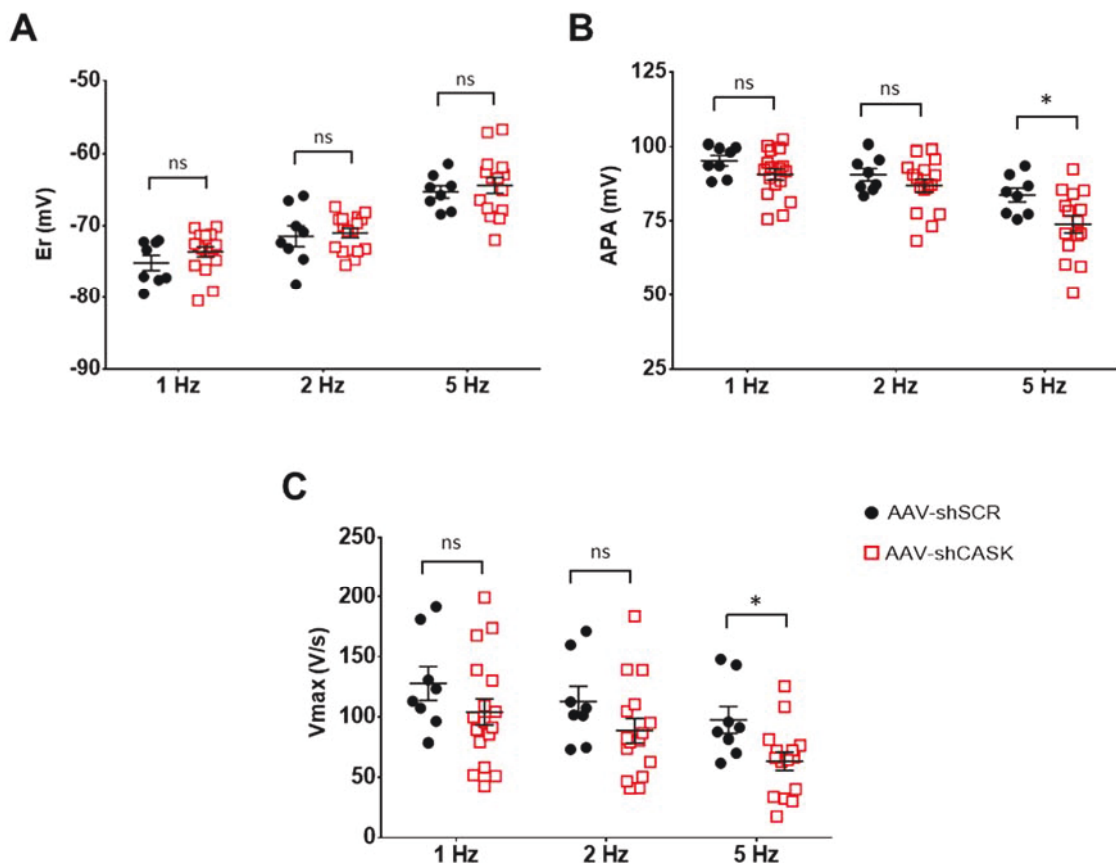 A
Er (mV)
-50
-60
-70
-80
-90
ns
ns
ns
1 Hz
2 Hz
5 Hz
B
APA (mV)
125
100
75
50
25
ns
ns
*
1 Hz
2 Hz
5 Hz
C
Vmax (V/s)
250
200
150
100
50
0
ns
ns
*
1 Hz
2 Hz
5 Hz
AAV-shSCR
AAV-shCASK